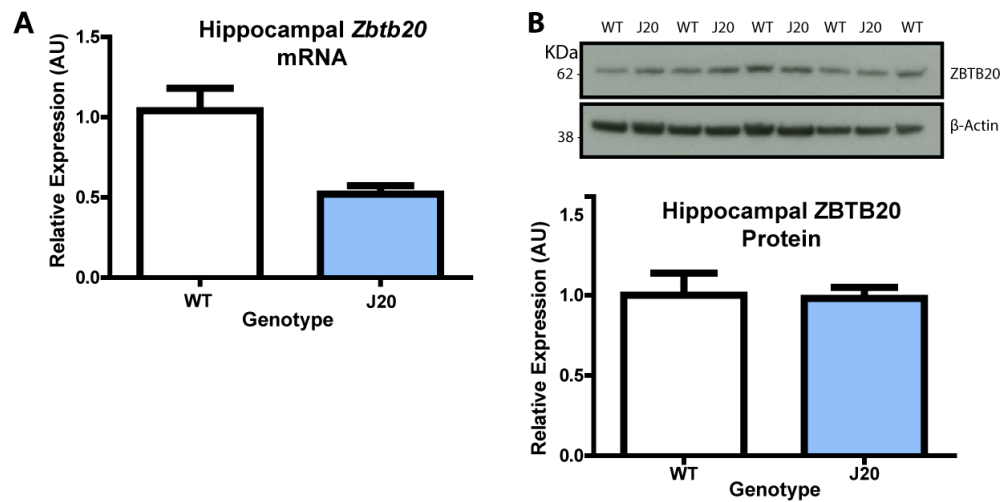 A
Hippocampal Zbtb20
mRNA
Relative Expression (AU)
1.5
1.0
0.5
0.0
WT
J20
Genotype
B
WT J20 WT J20 WT J20 WT J20 WT
KDa
62
ZBTB20
38
β-Actin
Hippocampal ZBTB20
Protein
Relative Expression (AU)
1.5
1.0
0.5
0.0
WT
J20
Genotype